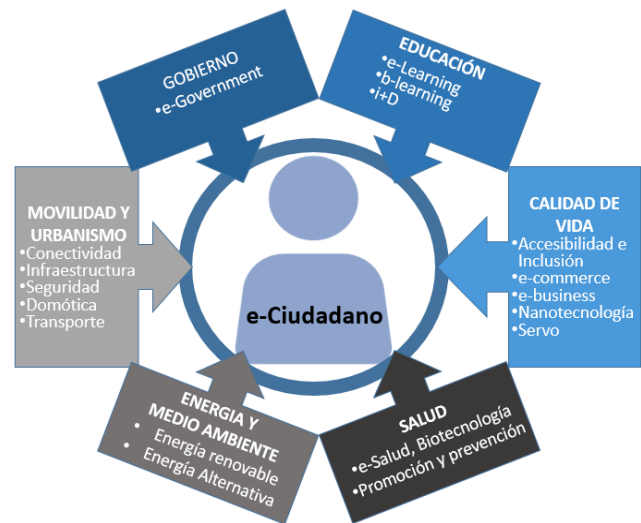 GOBIERNO
•e-Government
EDUCACIÓN
•e-Learning
•b-learning
•i+D
MOVILIDAD Y
URBANISMO
•Conectividad
•Infraestructura
•Seguridad
•Domótica
•Transporte
CALIDAD DE
VIDA
•Accesibilidad e
Inclusión
•e-commerce
•e-business
•Nanotecnología
•Servo
e-Ciudadano
ENERGIA Y
MEDIO AMBIENTE
• Energía renovable
• Energía Alternativa
SALUD
•e-Salud, Biotecnología
•Promoción y prevención